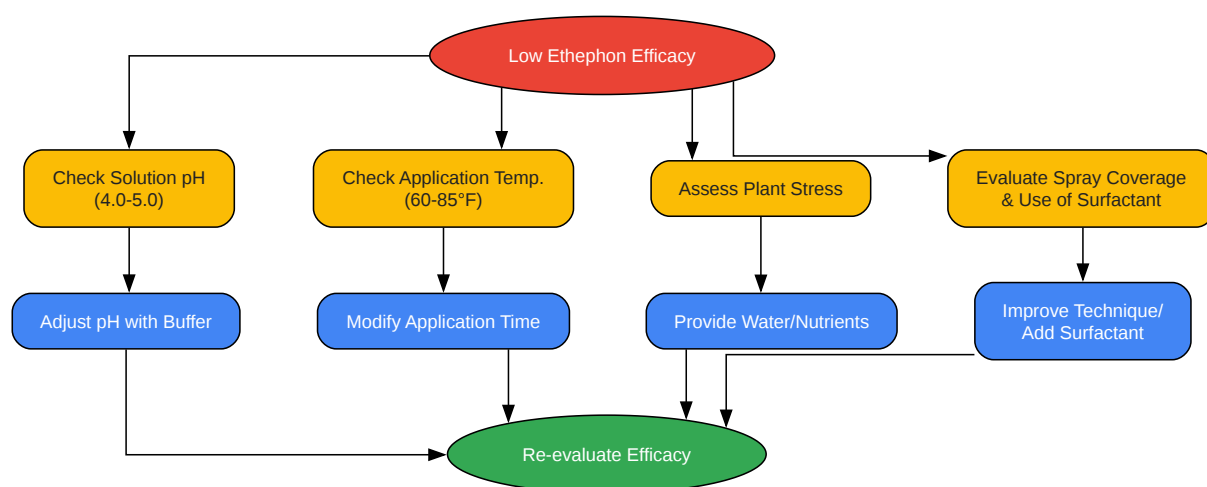 Low Ethephon Efficacy
Check Solution pH
(4.0-5.0)
Check Application Temp.
(60-85°F)
Assess Plant Stress
Evaluate Spray Coverage
& Use of Surfactant
Adjust pH with Buffer
Modify Application Time
Provide Water/Nutrients
Improve Technique/
Add Surfactant
Re-evaluate Efficacy